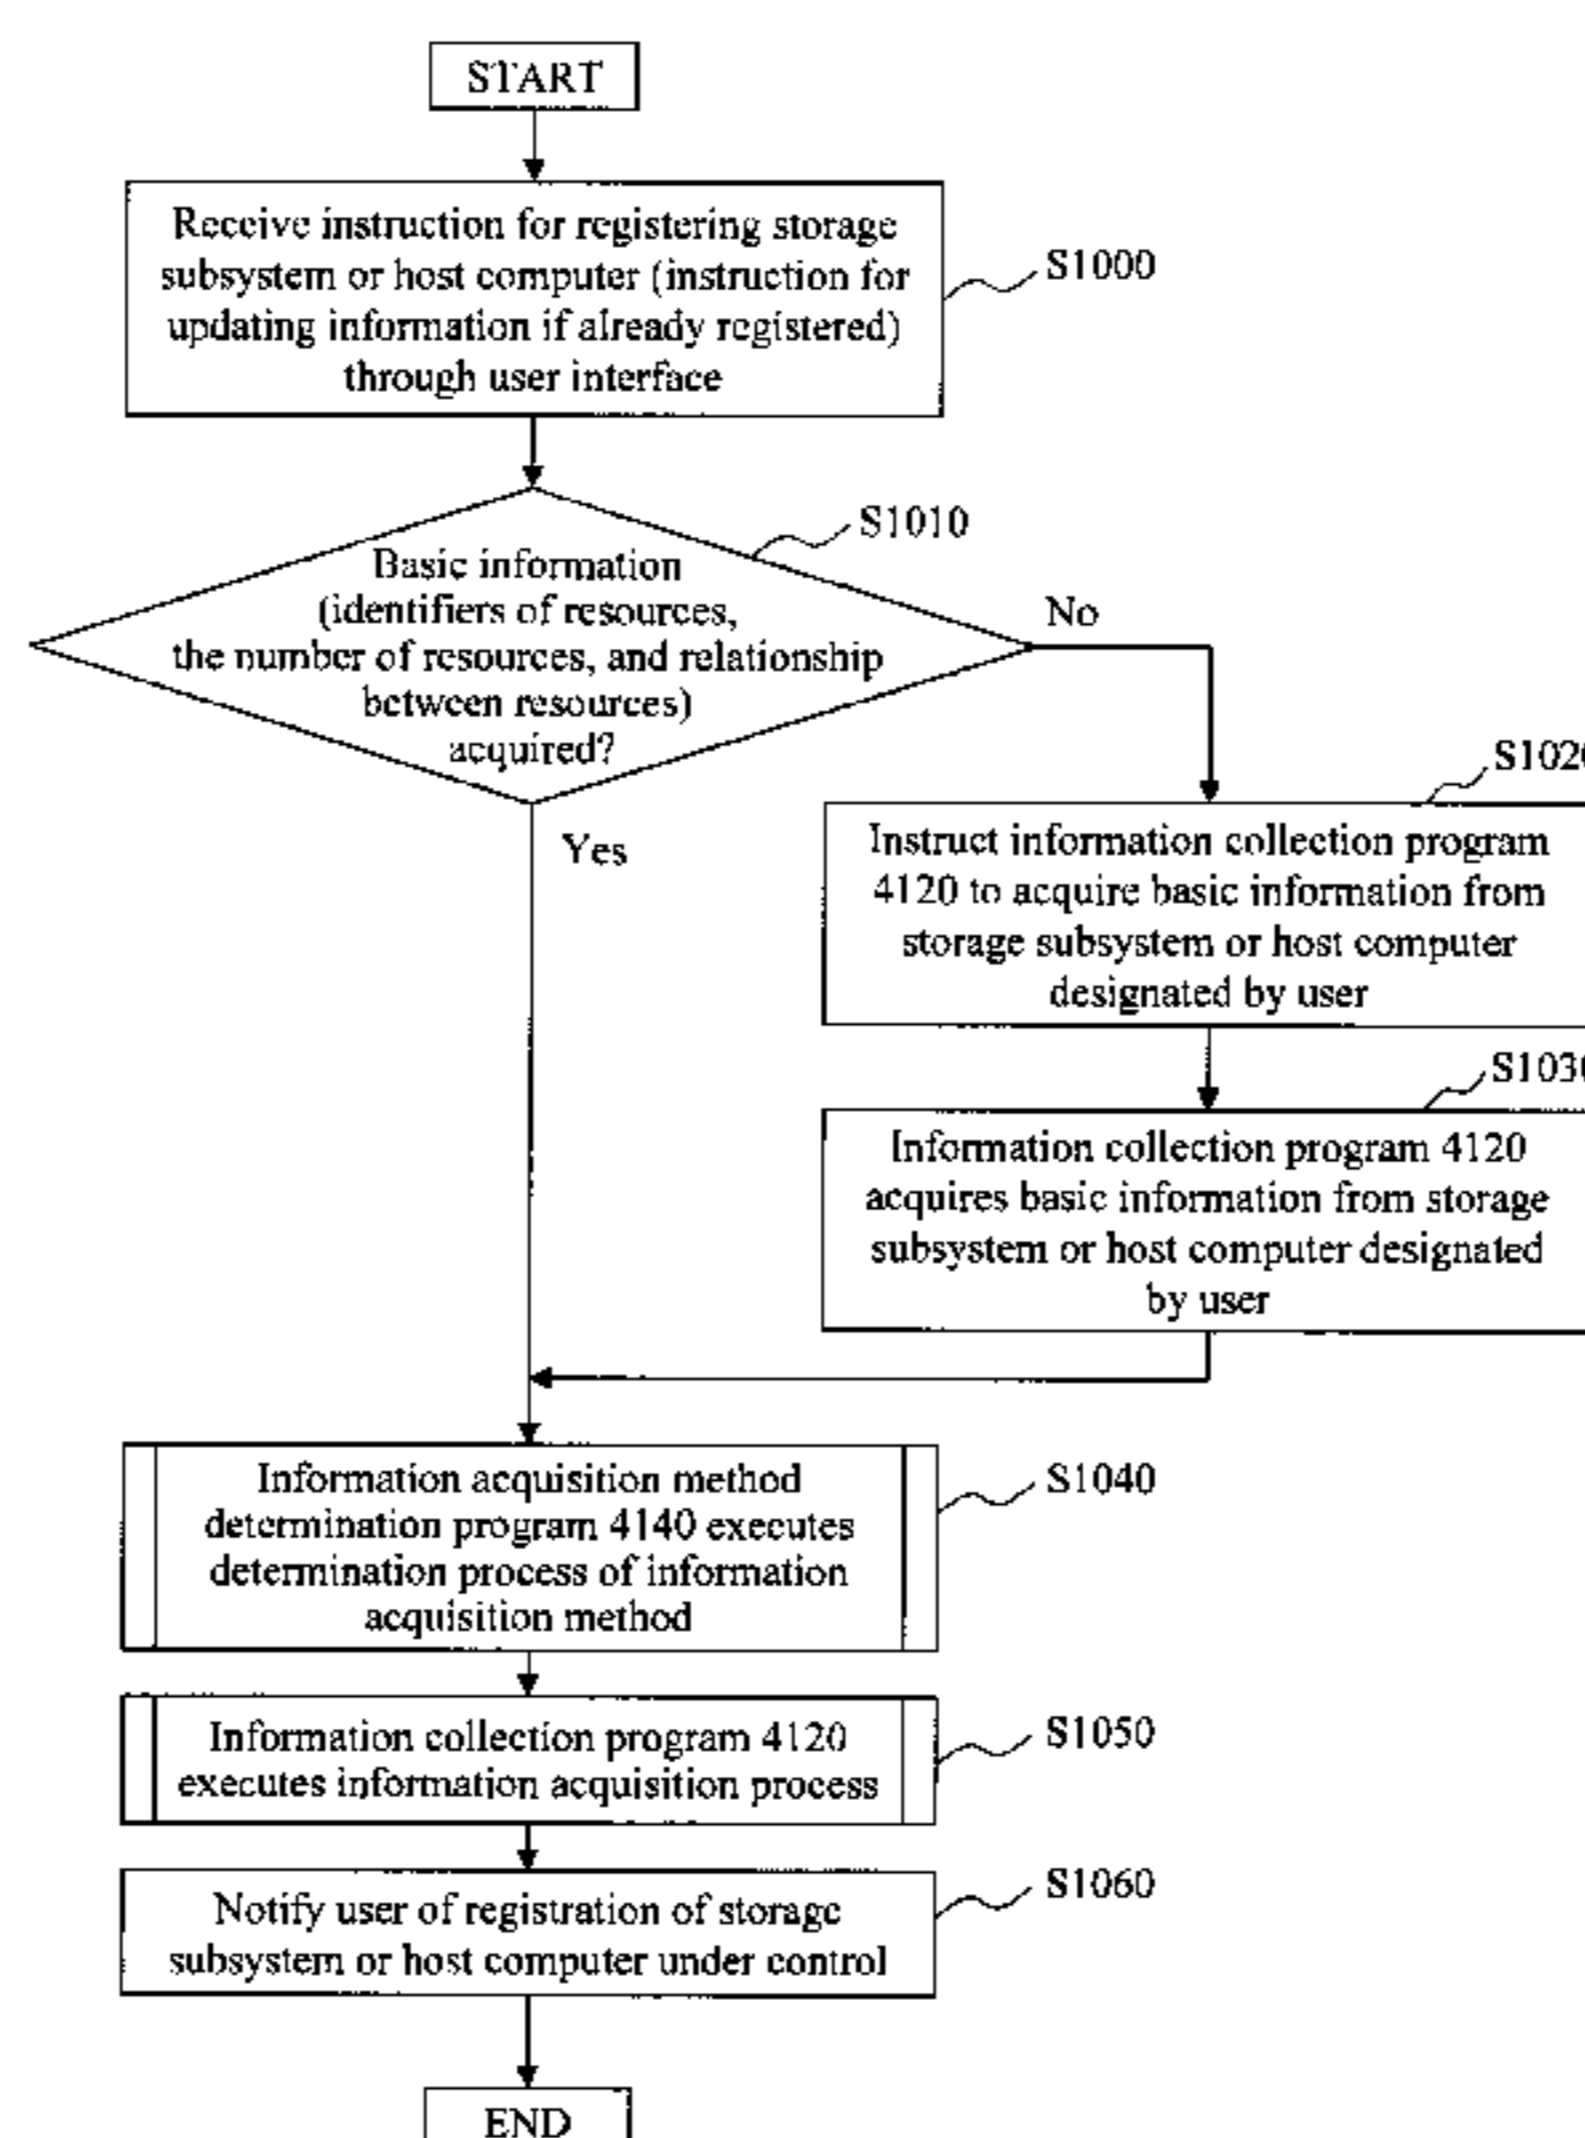 START
Receive instruction for registering storage
subsystem or host computer (instruction for
updating information if already registered)
through user interface
S1000
S1010
Basic information
(identifiers of resources,
the number of resources, and relationship
between resources)
acquired?
No
Yes
S1020
Instruct information collection program
4120 to acquire basic information from
storage subsystem or host computer
designated by user
S1030
Information collection program 4120
acquires basic information from storage
subsystem or host computer designated
by user
Information acquisition method
determination program 4140 executes
determination process of information
acquisition method
S1040
Information collection program 4120
executes information acquisition process
S1050
Notify user of registration of storage
subsystem or host computer under control
S1060
END